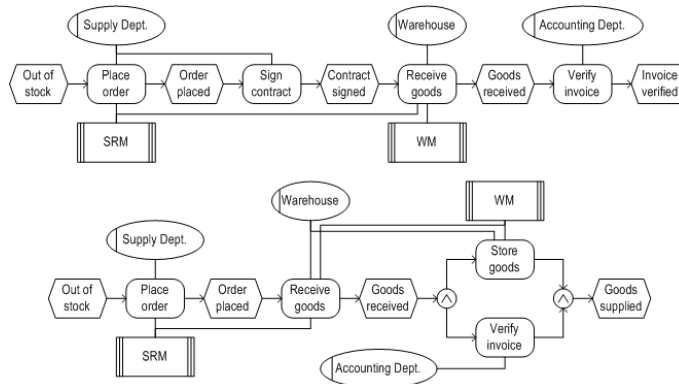 Supply Dept.
Warehouse
Accounting Dept.
Out of
stock
Place
order
Order
placed
Sign
contract
Contract
signed
Receive
goods
Goods
received
Verify
invoice
Invoice
verified
SRM
WM
Warehouse
WM
Supply Dept.
Store
goods
Out of
stock
Place
order
Order
placed
Receive
goods
Goods
received
Goods
supplied
Verify
invoice
SRM
Accounting Dept.